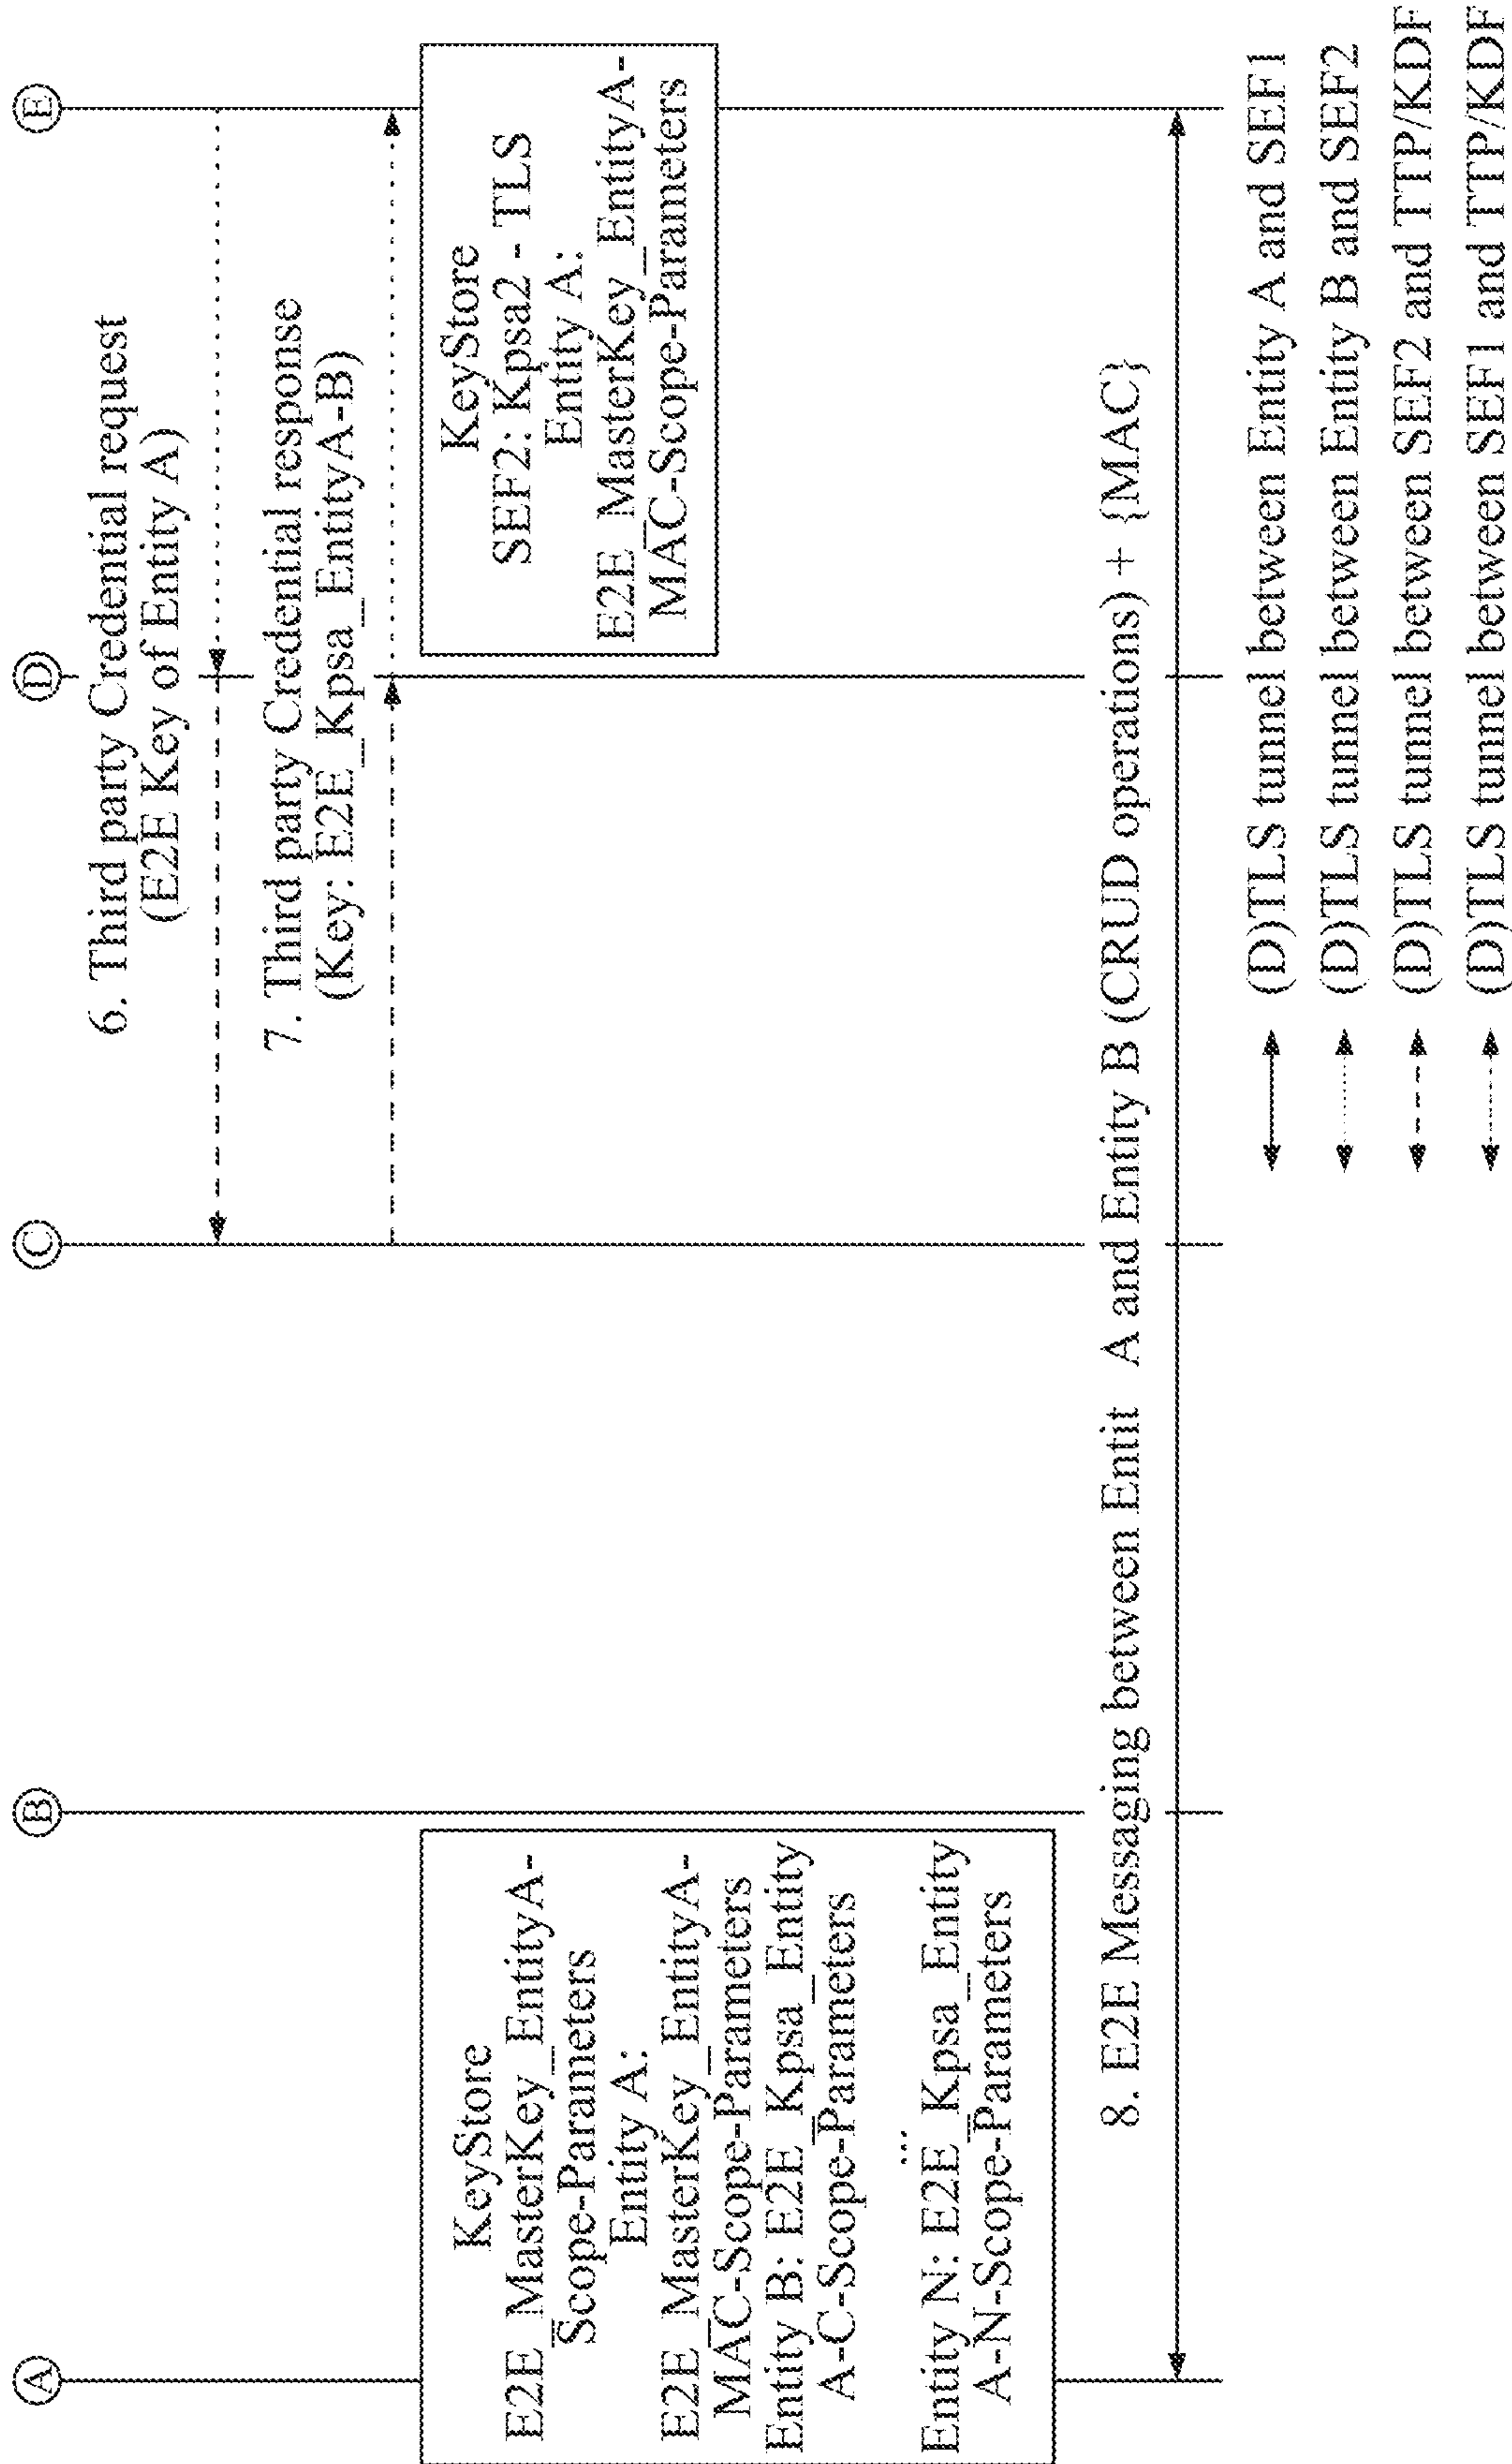 A
B
C
D
E
6. Third party Credential request
(E2E Key of Entity A)
7. Third party Credential response
(Key: E2E_Kpsa_EntityA-B)
KeyStore
E2E_MasterKey_EntityA-
Scope-Parameters
Entity A:
E2E_MasterKey_EntityA-
MAC-Scope-Parameters
Entity B: E2E_Kpsa_Entity
A-C-Scope-Parameters
...
Entity N: E2E_Kpsa_Entity
A-N-Scope-Parameters
KeyStore
SEF2: Kpsa2 - TLS
Entity A:
E2E_MasterKey_EntityA-
MAC-Scope-Parameters
8. E2E Messaging between Entit A and Entity B (CRUD operations) + {MAC}
(D)TLS tunnel between Entity A and SEF1
(D)TLS tunnel between Entity B and SEF2
(D)TLS tunnel between SEF2 and TTP/KDF
(D)TLS tunnel between SEF1 and TTP/KDF